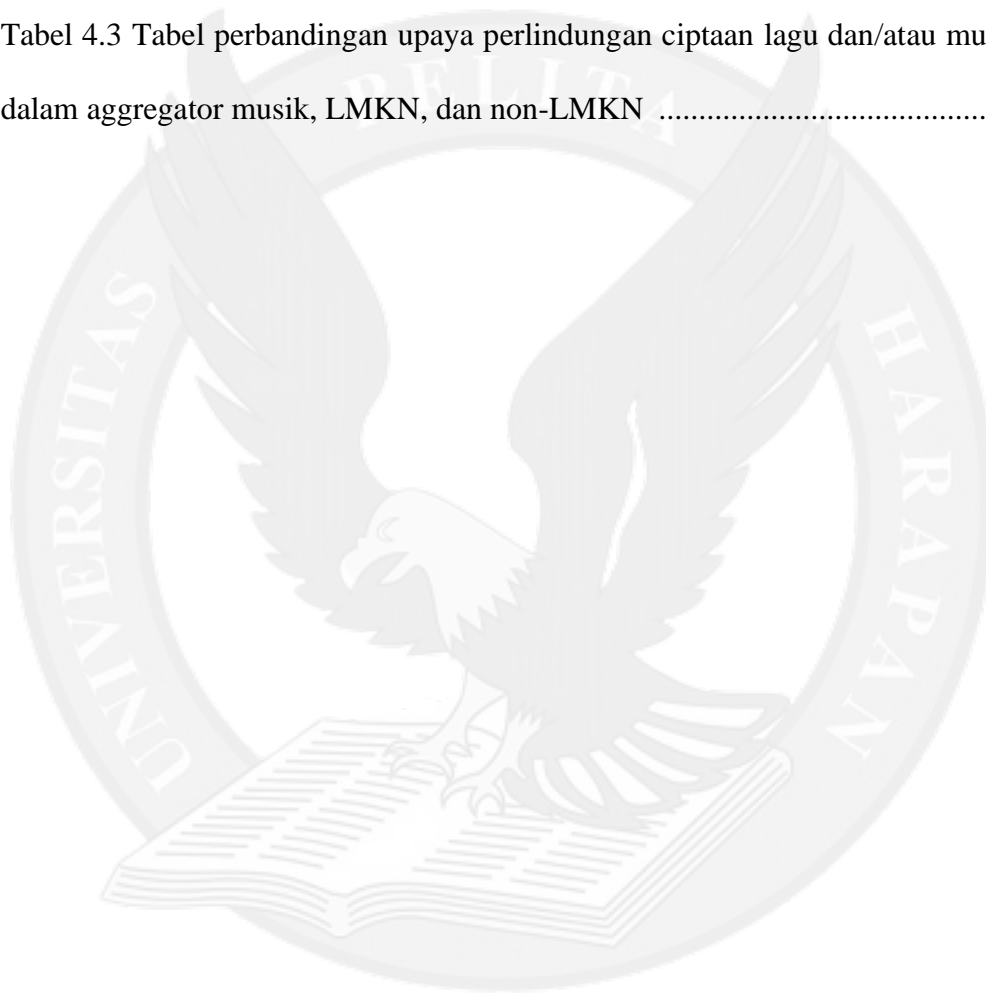 Tabel 4.3 Tabel perbandingan upaya perlindungan ciptaan lagu dan/atau mu
dalam aggregator musik, LMKN, dan non-LMKN ..........................................
UNIVERSITAS PELITA HARAPAN